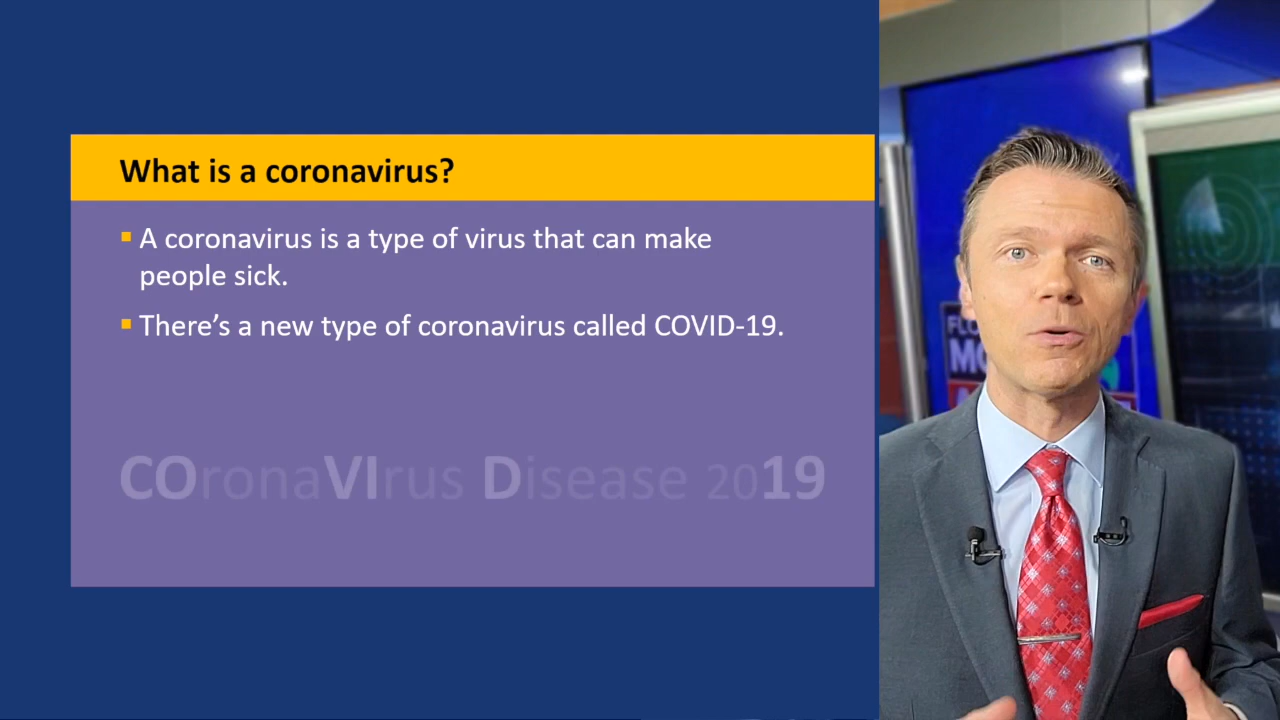 What is a coronavirus?
▪ A coronavirus is a type of virus that can make
people sick.
▪ There’s a new type of coronavirus called COVID-19.
COronaVIrus Disease 2019